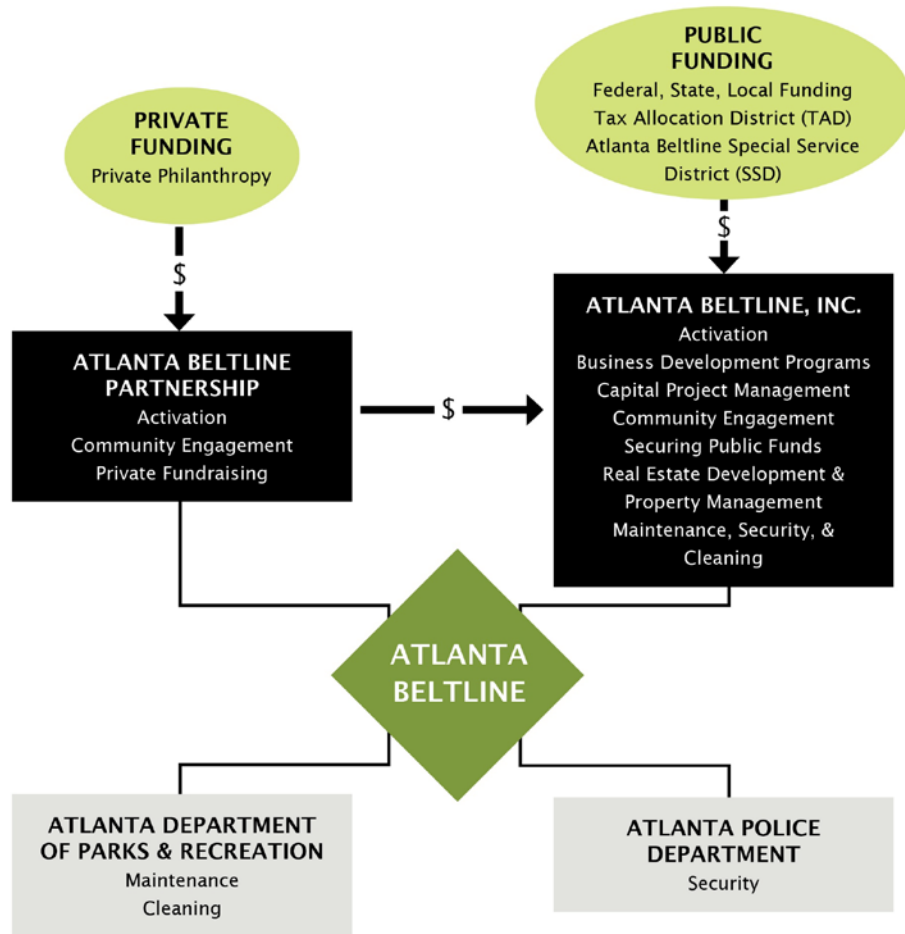 PRIVATE
FUNDING
Private Philanthropy
PUBLIC
FUNDING
Federal, State, Local Funding
Tax Allocation District (TAD)
Atlanta Beltline Special Service
District (SSD)
$
$
ATLANTA BELTLINE
PARTNERSHIP
Activation
Community Engagement
Private Fundraising
$
ATLANTA BELTLINE, INC.
Activation
Business Development Programs
Capital Project Management
Community Engagement
Securing Public Funds
Real Estate Development &
Property Management
Maintenance, Security, &
Cleaning
ATLANTA
BELTLINE
ATLANTA DEPARTMENT
OF PARKS & RECREATION
Maintenance
Cleaning
ATLANTA POLICE
DEPARTMENT
Security